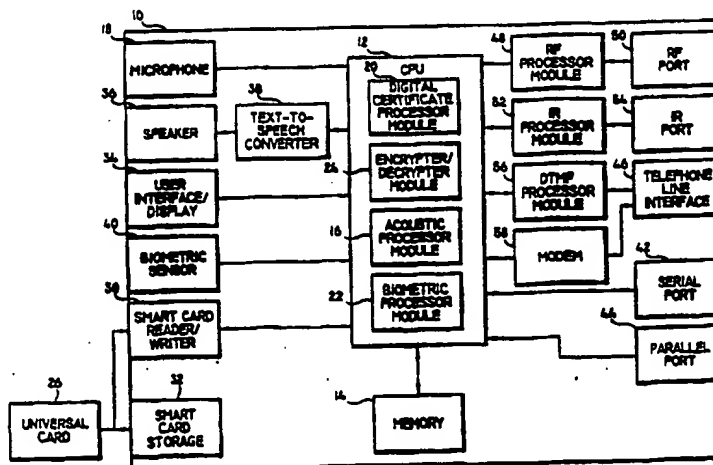 10
18
MICROPHONE
36
SPEAKER
38
TEXT-TO-
SPEECH
CONVERTER
34
USER
INTERFACE/
DISPLAY
40
BIOMETRIC
SENSOR
30
SMART CARD
READER/
WRITER
26
UNIVERSAL
CARD
32
SMART
CARD
STORAGE
12
CPU
20
DIGITAL
CERTIFICATE
PROCESSOR
MODULE
24
ENCRYPTER/
DECRYPTER
MODULE
16
ACOUSTIC
PROCESSOR
MODULE
22
BIOMETRIC
PROCESSOR
MODULE
14
MEMORY
48
RF
PROCESSOR
MODULE
50
RF
PORT
52
IR
PROCESSOR
MODULE
54
IR
PORT
56
DTMF
PROCESSOR
MODULE
46
TELEPHONE
LINE
INTERFACE
58
MODEM
42
SERIAL
PORT
44
PARALLEL
PORT